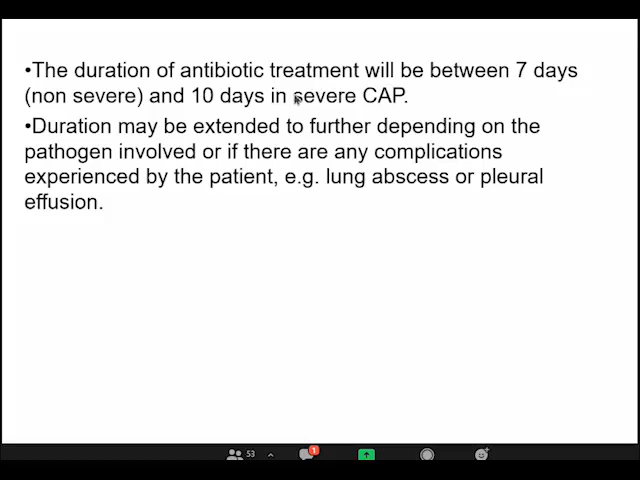 •The duration of antibiotic treatment will be between 7 days
(non severe) and 10 days in severe CAP.
•Duration may be extended to further depending on the
pathogen involved or if there are any complications
experienced by the patient, e.g. lung abscess or pleural
effusion.
53
1